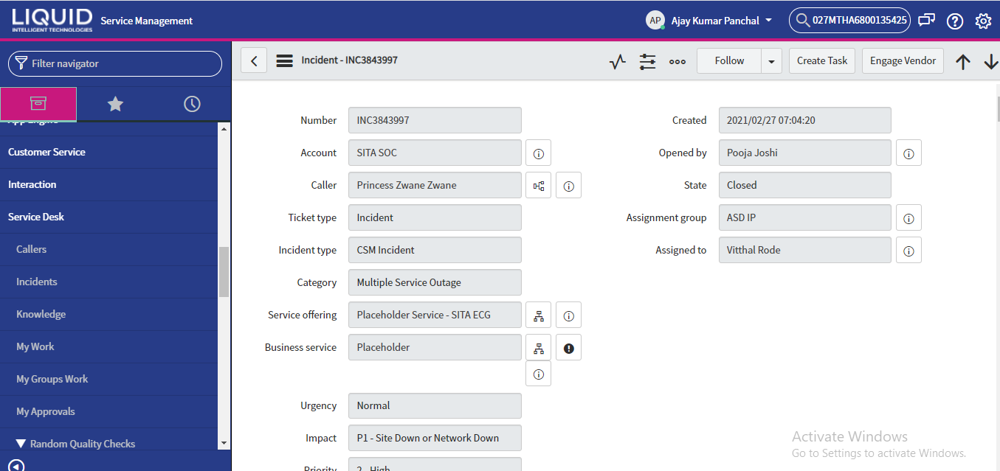 LIQUID
INTELLIGENT TECHNOLOGIES
Service Management
AP
Ajay Kumar Panchal
027MTHA6800135425
Filter navigator
Incident - INC3843997
Follow
Create Task
Engage Vendor
App Engine
Customer Service
Interaction
Service Desk
Callers
Incidents
Knowledge
My Work
My Groups Work
My Approvals
Random Quality Checks
Number INC3843997
Account SITA SOC
Caller Princess Zwane Zwane
Ticket type Incident
Incident type CSM Incident
Category Multiple Service Outage
Service offering Placeholder Service - SITA ECG
Business service Placeholder
Urgency Normal
Impact P1 - Site Down or Network Down
Priority 2 - High
Created 2021/02/27 07:04:20
Opened by Pooja Joshi
State Closed
Assignment group ASD IP
Assigned to Vitthal Rode
Activate Windows
Go to Settings to activate Windows.